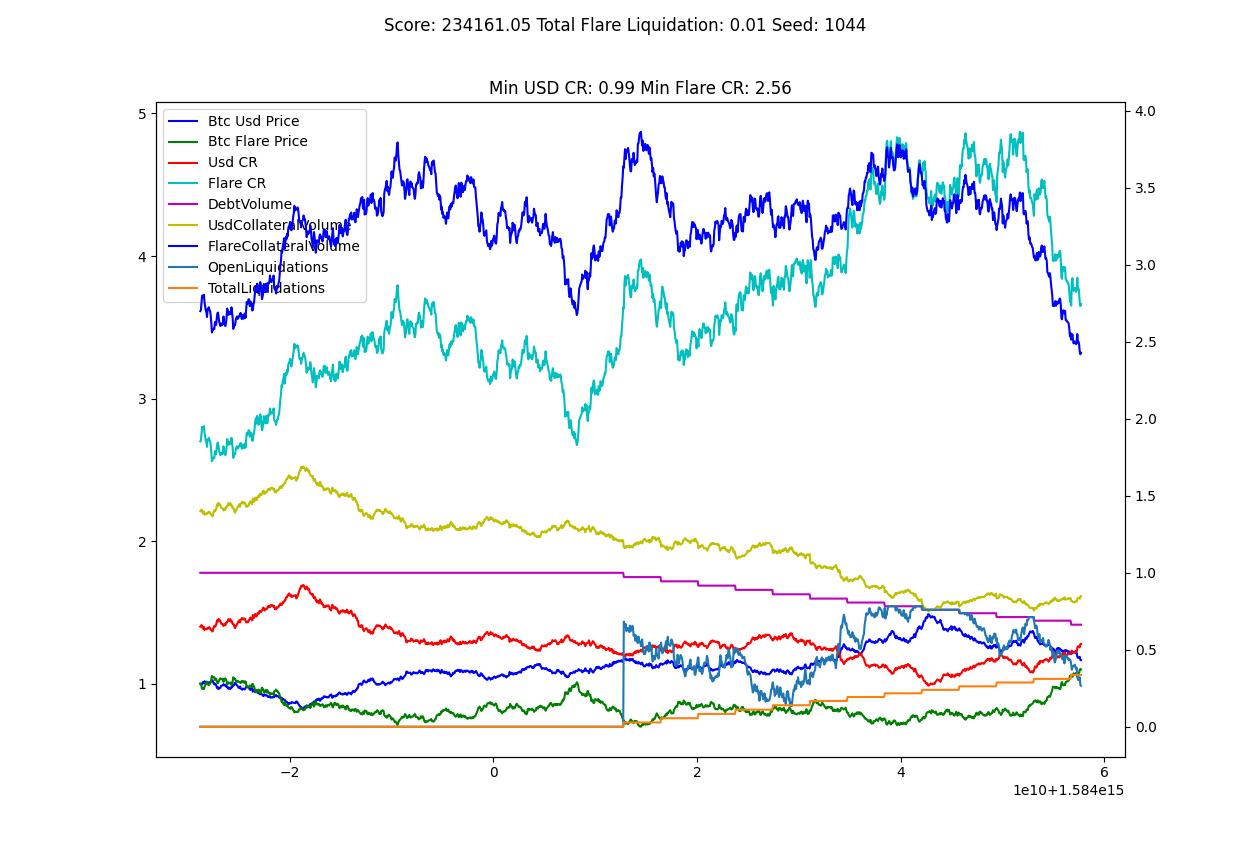 Score: 234161.05 Total Flare Liquidation: 0.01 Seed: 1044
Min USD CR: 0.99 Min Flare CR: 2.56
Btc Usd Price
Btc Flare Price
Usd CR
Flare CR
DebtVolume
UsdCollateralVolume
FlareCollateralVolume
OpenLiquidations
TotalLiquidations
5
4
3
2
1
4.0
3.5
3.0
2.5
2.0
1.5
1.0
0.5
0.0
−2 0 2 4 6
1e10+1.584e15